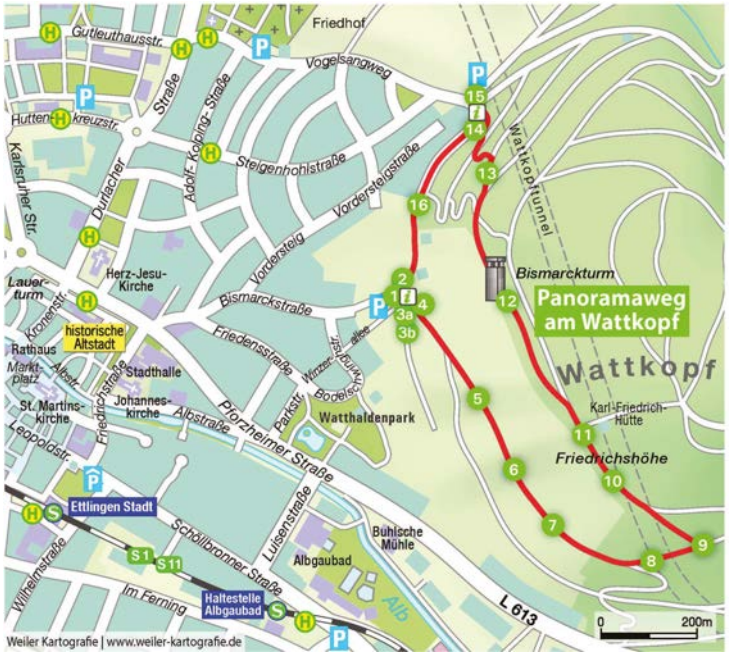 Friedhof
Gutleuthausstr.
H
H
H
P
Vogelsangweg
P
P
15
i
14
Hutten-
H
kreuzstr.
Straße
Adolf-Kolping-Straße
H
Steigenhohlstraße
Vordersteigstraße
Wattkopftunnel
13
Karlsruher Str.
Durlacher
16
H
Vordersteig
Lauer-
turm
Herz-Jesu-
Kirche
Bismarckstraße
2
1
i
4
P
3a
3b
Bismarckturm
12
Panoramaweg
am Wattkopf
Kronenstr.
H
historische
Altstadt
Friedensstraße
Winzer-
allee
Bodelschwinghstr.
Wattkopf
Rathaus
Markt-
platz
Albstr.
Stadthalle
Friedrichstraße
St. Martins-
kirche
Johannes-
kirche
Albstraße
Parkstr.
Watthaldenpark
5
Karl-Friedrich-
Hütte
11
Friedrichshöhe
Leopoldstr.
Pforzheimer Straße
6
10
P
Ettlingen Stadt
H
S
7
9
8
Schöllbronner Straße
Luisenstraße
Bühlsche
Mühle
S1
S11
Albgaubad
Wilhelmstraße
Im Ferning
Haltestelle
Albgaubad
S
H
Alb
L 613
P
0
200m
Weiler Kartografie | www.weiler-kartografie.de